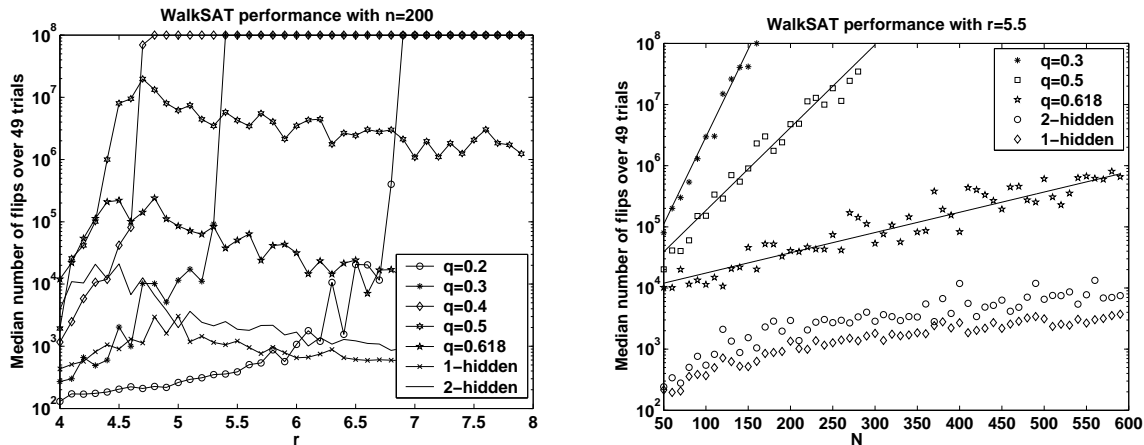 WalkSAT performance with n=200
Median number of flips over 49 trials
10^8
10^7
10^6
10^5
10^4
10^3
10^2
4 4.5 5 5.5 6 6.5 7 7.5 8
r
q=0.2
q=0.3
q=0.4
q=0.5
q=0.618
1-hidden
2-hidden
WalkSAT performance with r=5.5
Median number of flips over 49 trials
10^8
10^7
10^6
10^5
10^4
10^3
10^2
50 100 150 200 250 300 350 400 450 500 550 600
N
q=0.3
q=0.5
q=0.618
2-hidden
1-hidden